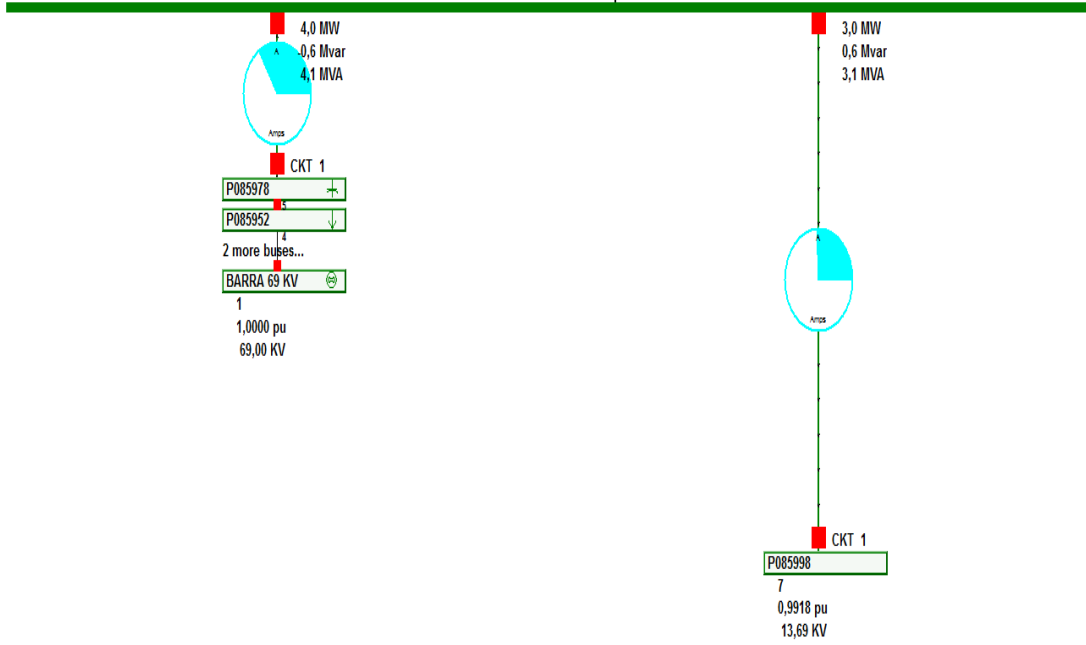 4,0 MW
-0,6 Mvar
4,1 MVA
A
Amps
CKT 1
P085978
5
P085952
4
2 more buses...
BARRA 69 KV
1
1,0000 pu
69,00 KV
3,0 MW
0,6 Mvar
3,1 MVA
A
Amps
CKT 1
P085998
7
0,9918 pu
13,69 KV